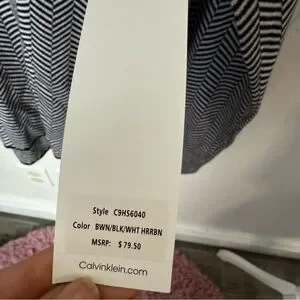 Style C9HS6040
Color BWN/BLK/WHT HRRBN
MSRP: $79.50
Calvinklein.com